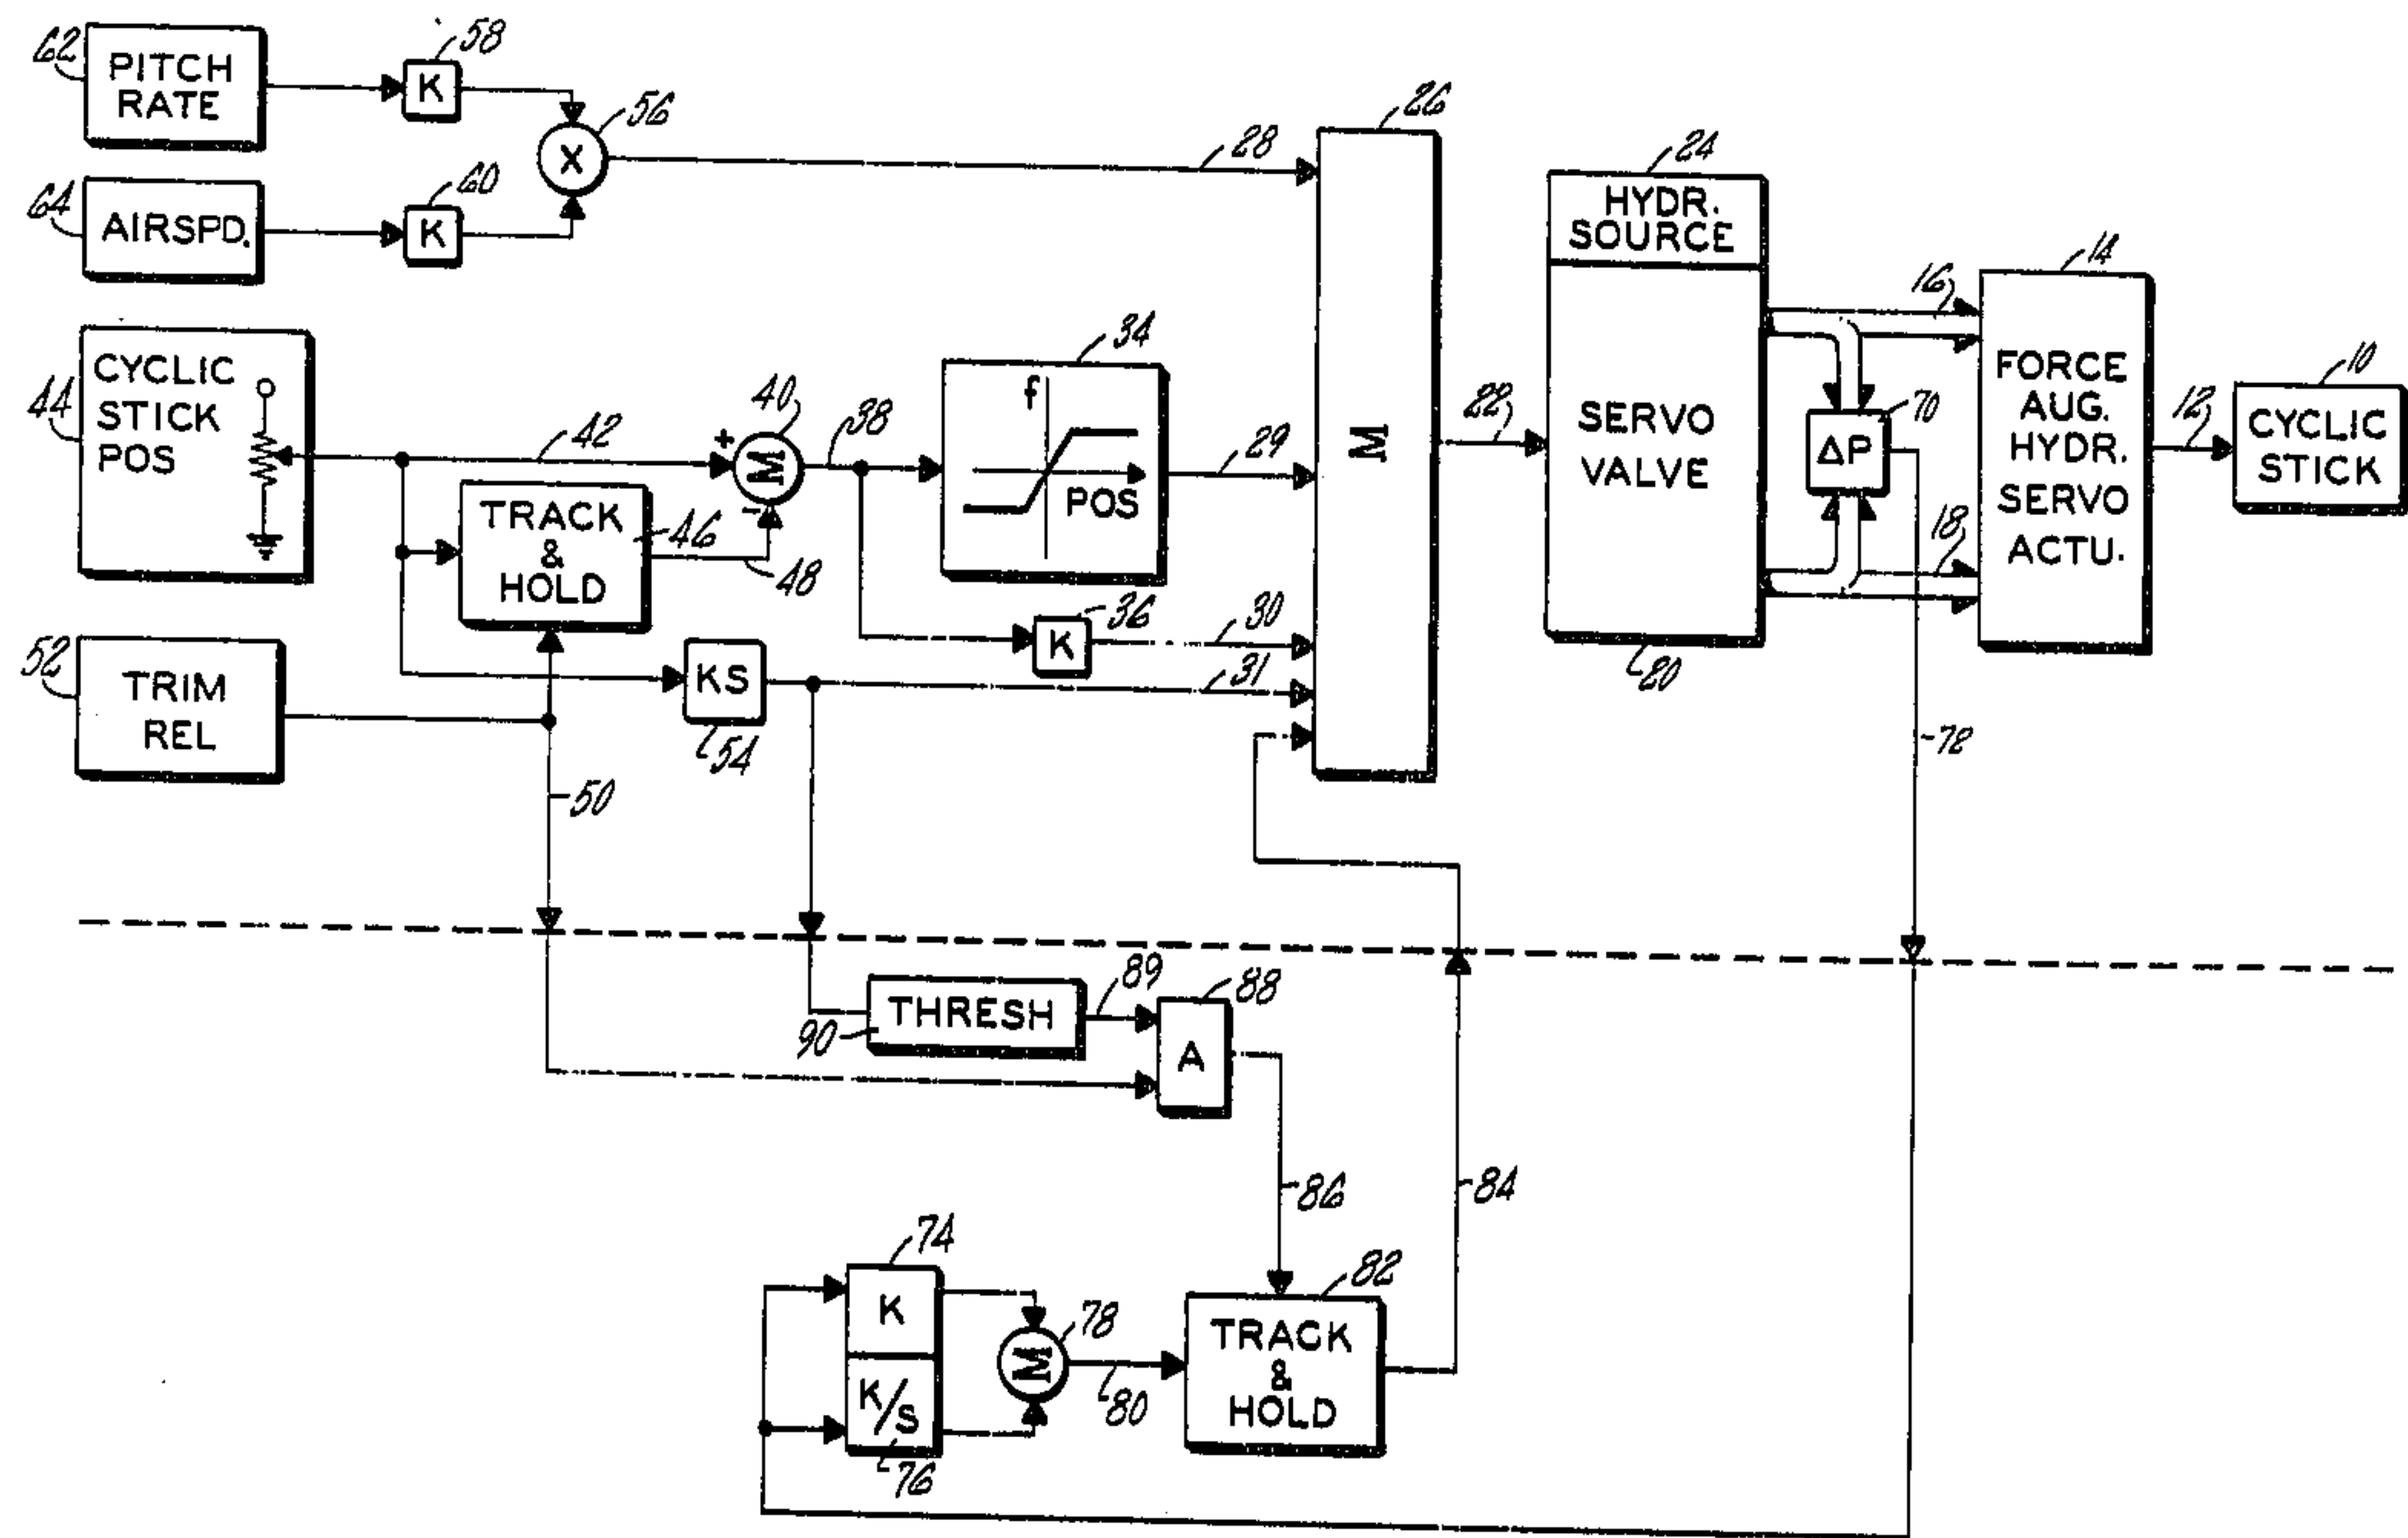 62
PITCH
RATE
58
K
56
X
28
26
64
AIRSPD.
60
K
24
HYDR.
SOURCE
SERVO
VALVE
20
22
16
14
FORCE
AUG.
HYDR.
SERVO
ACTU.
70
ΔP
18
12
10
CYCLIC
STICK
72
44
CYCLIC
STICK
POS
42
40
+
-
Σ
38
34
f
POS
29
Σ
TRACK
&
HOLD
46
48
36
K
30
31
52
TRIM
REL
KS
54
50
THRESH
90
89
88
A
86
84
74
K
K/S
76
78
Σ
80
82
TRACK
&
HOLD